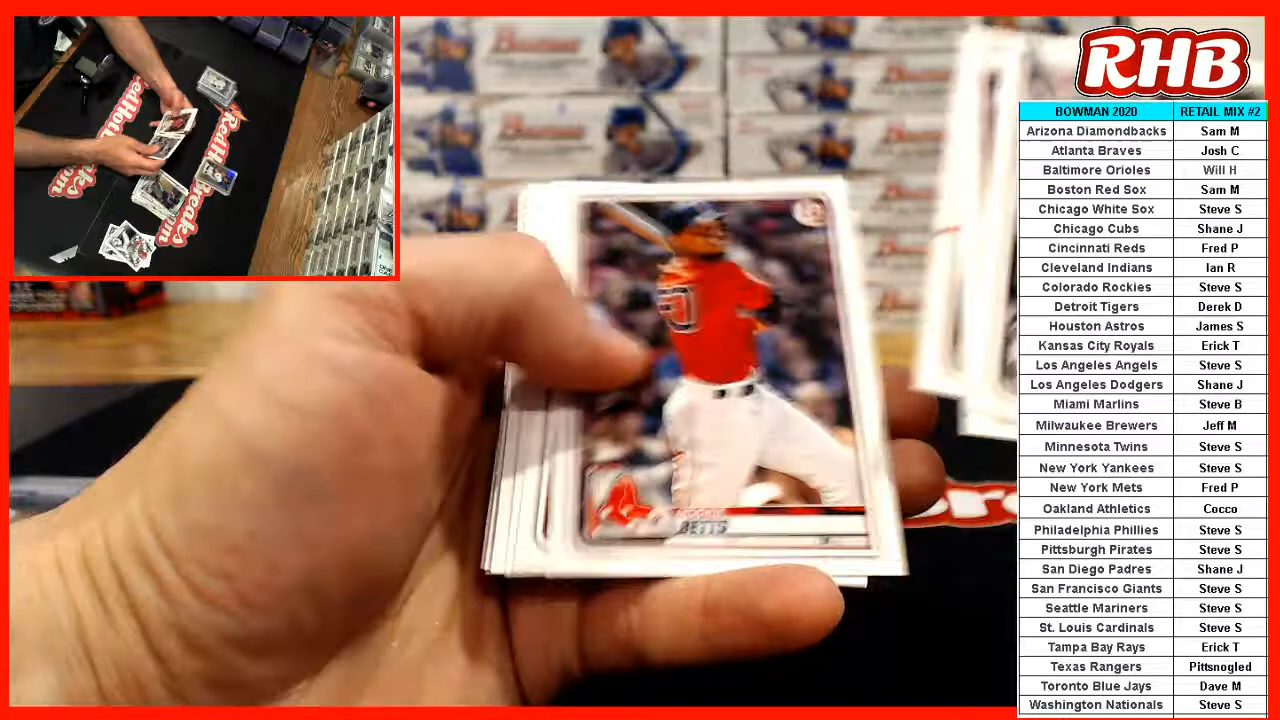 RHB
BOWMAN 2020 RETAIL MIX #2
Arizona Diamondbacks Sam M
Atlanta Braves Josh C
Baltimore Orioles Will H
Boston Red Sox Sam M
Chicago White Sox Steve S
Chicago Cubs Shane J
Cincinnati Reds Fred P
Cleveland Indians Ian R
Colorado Rockies Steve S
Detroit Tigers Derek D
Houston Astros James S
Kansas City Royals Erick T
Los Angeles Angels Steve S
Los Angeles Dodgers Shane J
Miami Marlins Steve B
Milwaukee Brewers Jeff M
Minnesota Twins Steve S
New York Yankees Steve S
New York Mets Fred P
Oakland Athletics Cocco
Philadelphia Phillies Steve S
Pittsburgh Pirates Steve S
San Diego Padres Shane J
San Francisco Giants Steve S
Seattle Mariners Steve S
St. Louis Cardinals Steve S
Tampa Bay Rays Erick T
Texas Rangers Pittsnogled
Toronto Blue Jays Dave M
Washington Nationals Steve S
Bowman
Bowman
BETTS
RedHot
Breaks
.com